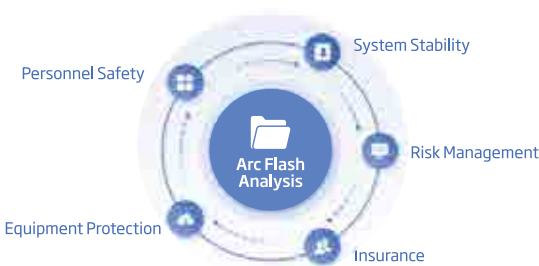 System Stability
Personnel Safety
Arc Flash
Analysis
Risk Management
Equipment Protection
Insurance